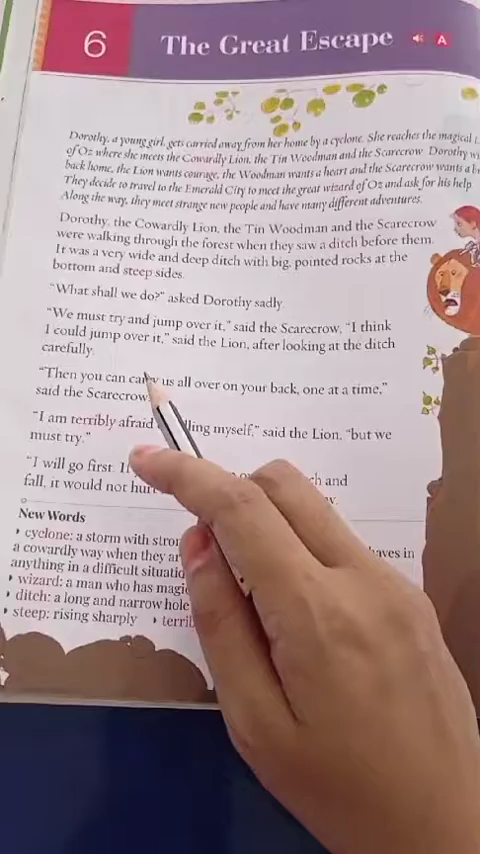 6 The Great Escape A
Dorothy, a young girl, gets carried away from her home by a cyclone. She reaches the magical
of Oz where she meets the Cowardly Lion, the Tin Woodman and the Scarecrow. Dorothy
back home, the Lion wants courage, the Woodman wants a heart and the Scarecrow wants a
They decide to travel to the Emerald City to meet the great wizard of Oz and ask for his help.
Along the way, they meet strange new people and have many different adventures.
Dorothy, the Cowardly Lion, the Tin Woodman and the Scarecrow
were walking through the forest when they saw a ditch before them.
It was a very wide and deep ditch with big, pointed rocks at the
bottom and steep sides.
“What shall we do?” asked Dorothy sadly.
“We must try and jump over it,” said the Scarecrow, “I think
I could jump over it,” said the Lion, after looking at the ditch
carefully.
“Then you can carry us all over on your back, one at a time,”
said the Scarecrow.
“I am terribly afraid myself,” said the Lion, “but we
must try.”
“I will go first. and
fall, it would not
New Words
• cyclone: a storm with
a cowardly way when they in
anything in a difficult
• wizard: a man who has
• ditch: a long and narrow hole
• steep: rising sharply •